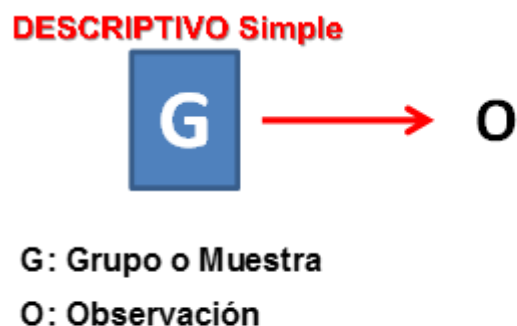 DESCRIPTIVO Simple
G O
G: Grupo o Muestra
O: Observación